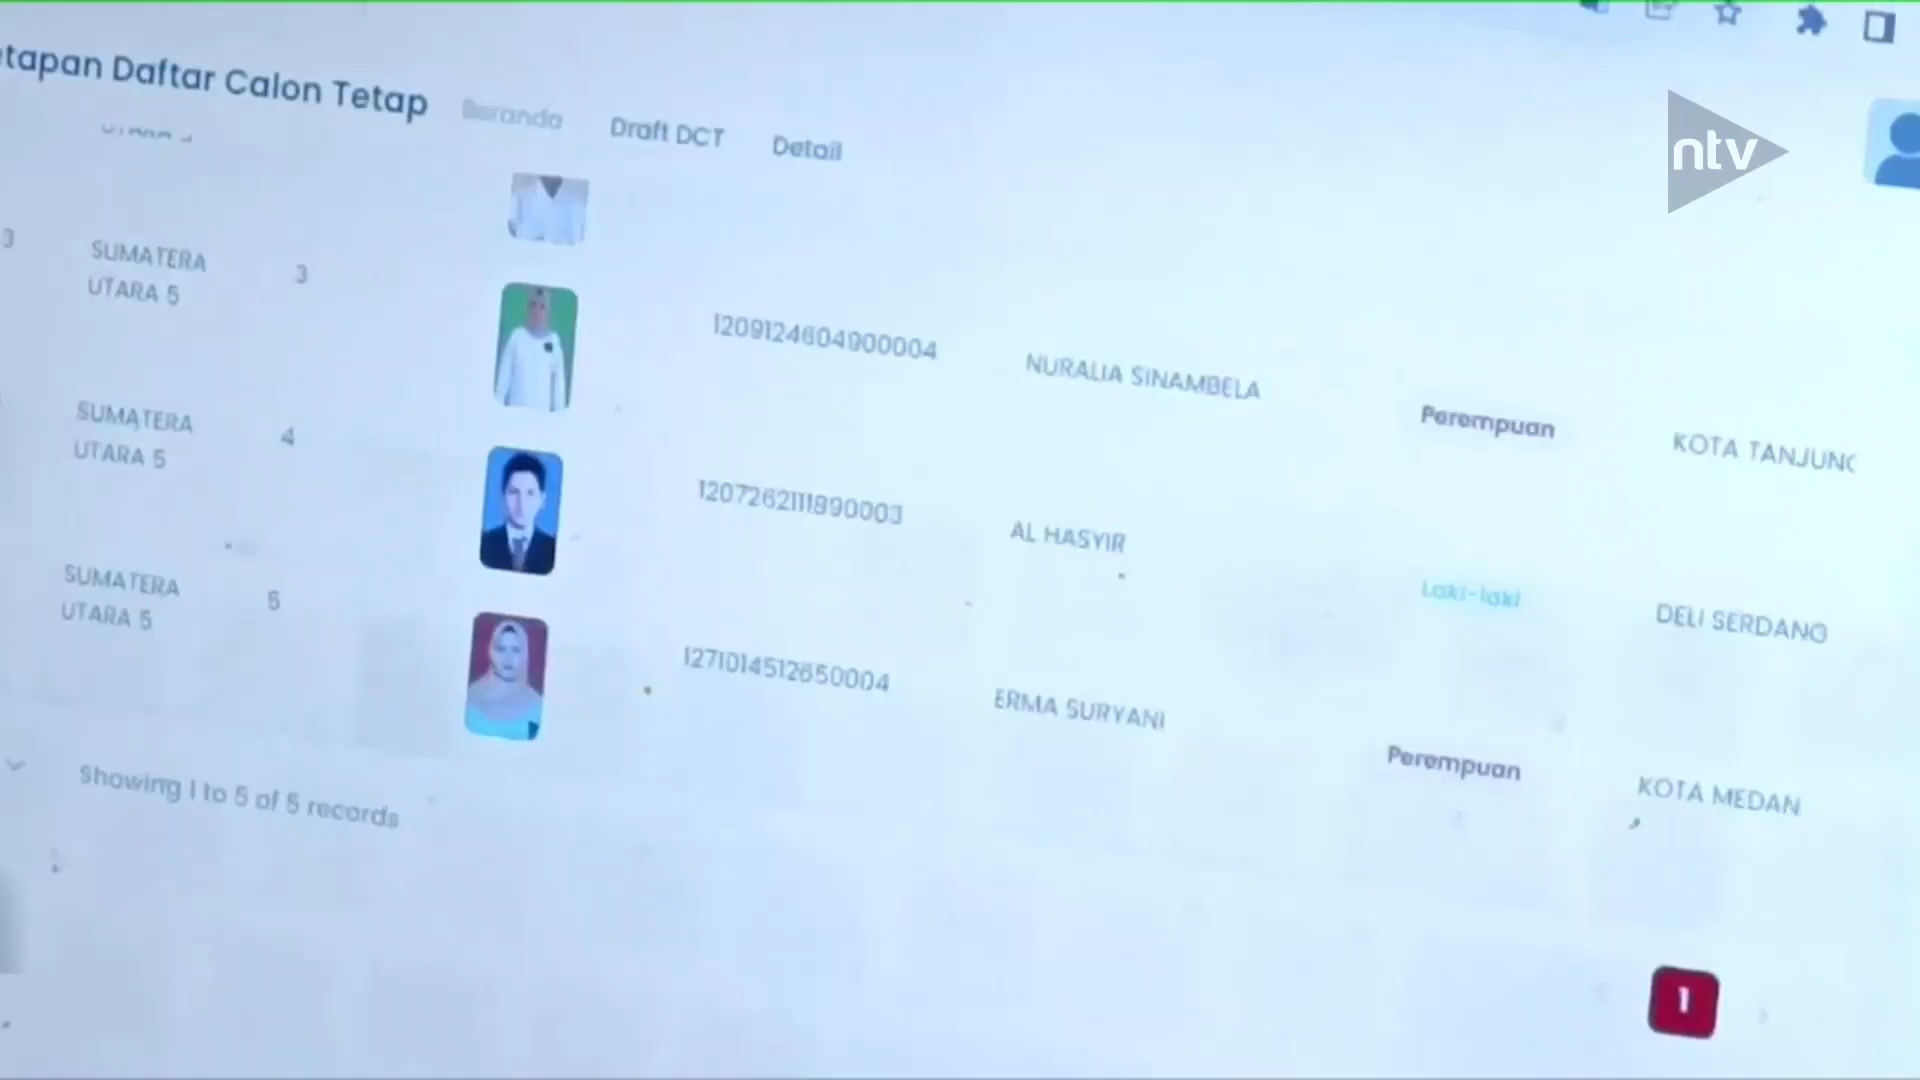 etapan Daftar Calon Tetap
Beranda
Draft DCT
Detail
ntv
3
SUMATERA
UTARA 5
3
1209124604900004
NURALIA SINAMBELA
Perempuan
KOTA TANJUNG
SUMATERA
UTARA 5
4
1207262111890003
AL HASYIR
Laki-laki
DELI SERDANG
SUMATERA
UTARA 5
5
1271014512650004
ERMA SURYANI
Perempuan
KOTA MEDAN
Showing 1 to 5 of 5 records
1